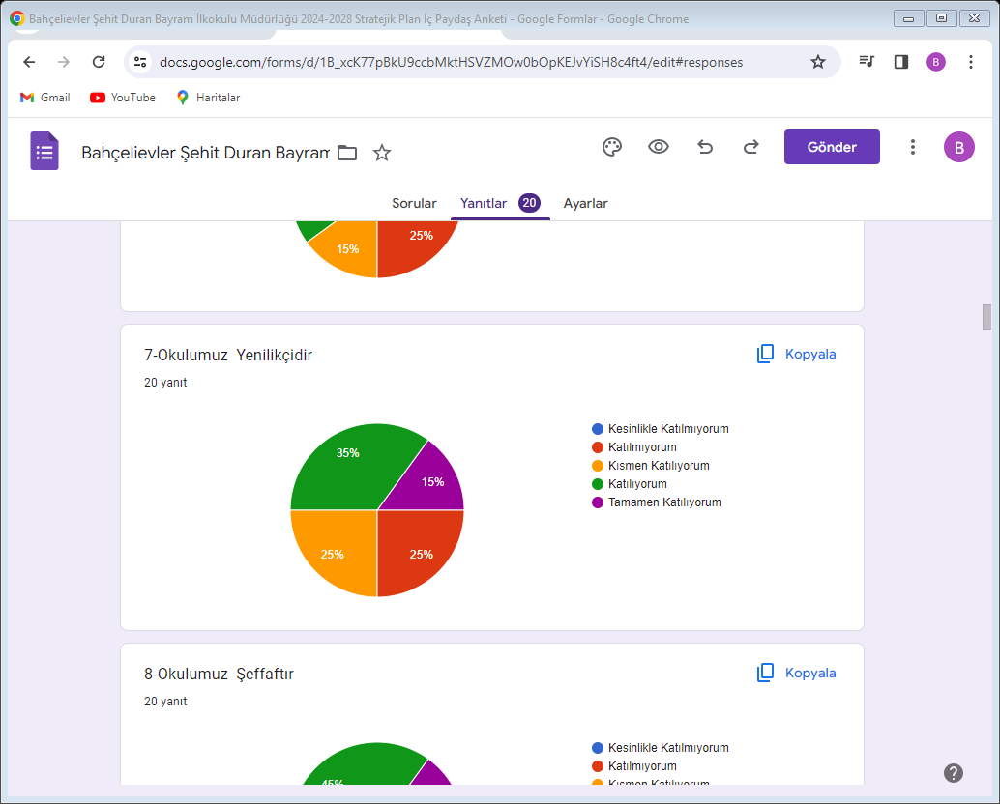 Bahçelievler Şehit Duran Bayram İlkokulu Müdürlüğü 2024-2028 Stratejik Plan İç Paydaş Anketi - Google Formlar - Google Chrome
docs.google.com/forms/d/1B_xcK77pBkU9ccbMktHSVZMOw0bOpKEJvYiSH8c4ft4/edit#responses
B
Gmail YouTube Haritalar
Bahçelievler Şehit Duran Bayram
Gönder
B
Sorular Yanıtlar 20 Ayarlar
25%
15%
7-Okulumuz Yenilikçidir
Kopyala
20 yanıt
35%
15%
25%
25%
Kesinlikle Katılmıyorum
Katılmıyorum
Kısmen Katılıyorum
Katılıyorum
Tamamen Katılıyorum
8-Okulumuz Şeffaftır
Kopyala
20 yanıt
45%
Kesinlikle Katılmıyorum
Katılmıyorum
Kısmen Katılıyorum